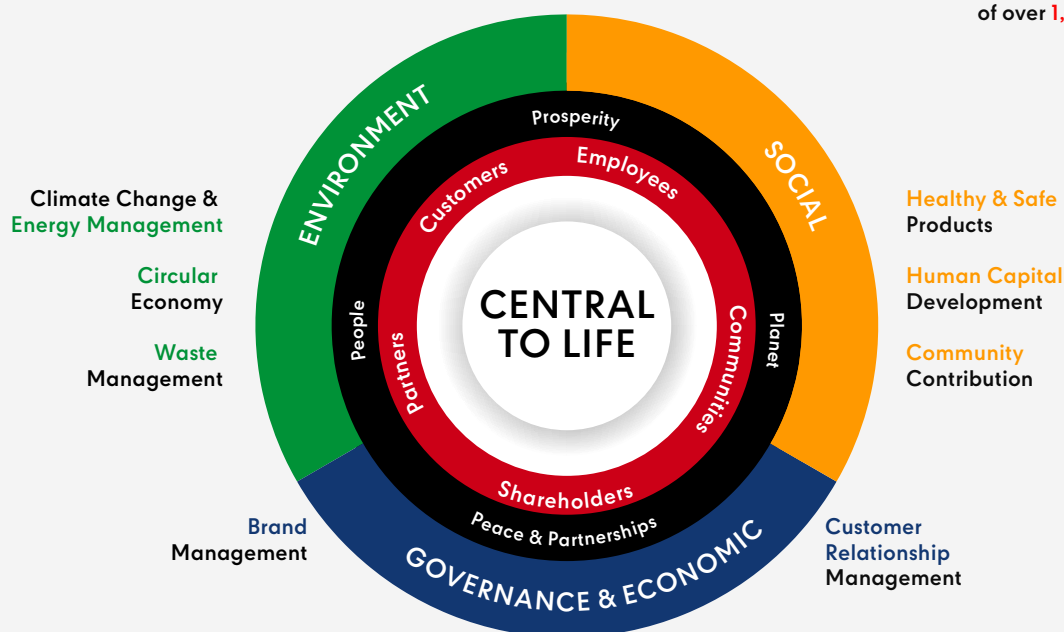 of over 1,
ENVIRONMENT
SOCIAL
Prosperity
Customers
Employees
Climate Change &
Energy Management
Circular
Economy
Waste
Management
People
Partners
CENTRAL
TO LIFE
Communities
Planet
Healthy & Safe
Products
Human Capital
Development
Community
Contribution
Shareholders
Peace & Partnerships
GOVERNANCE & ECONOMIC
Brand
Management
Customer
Relationship
Management